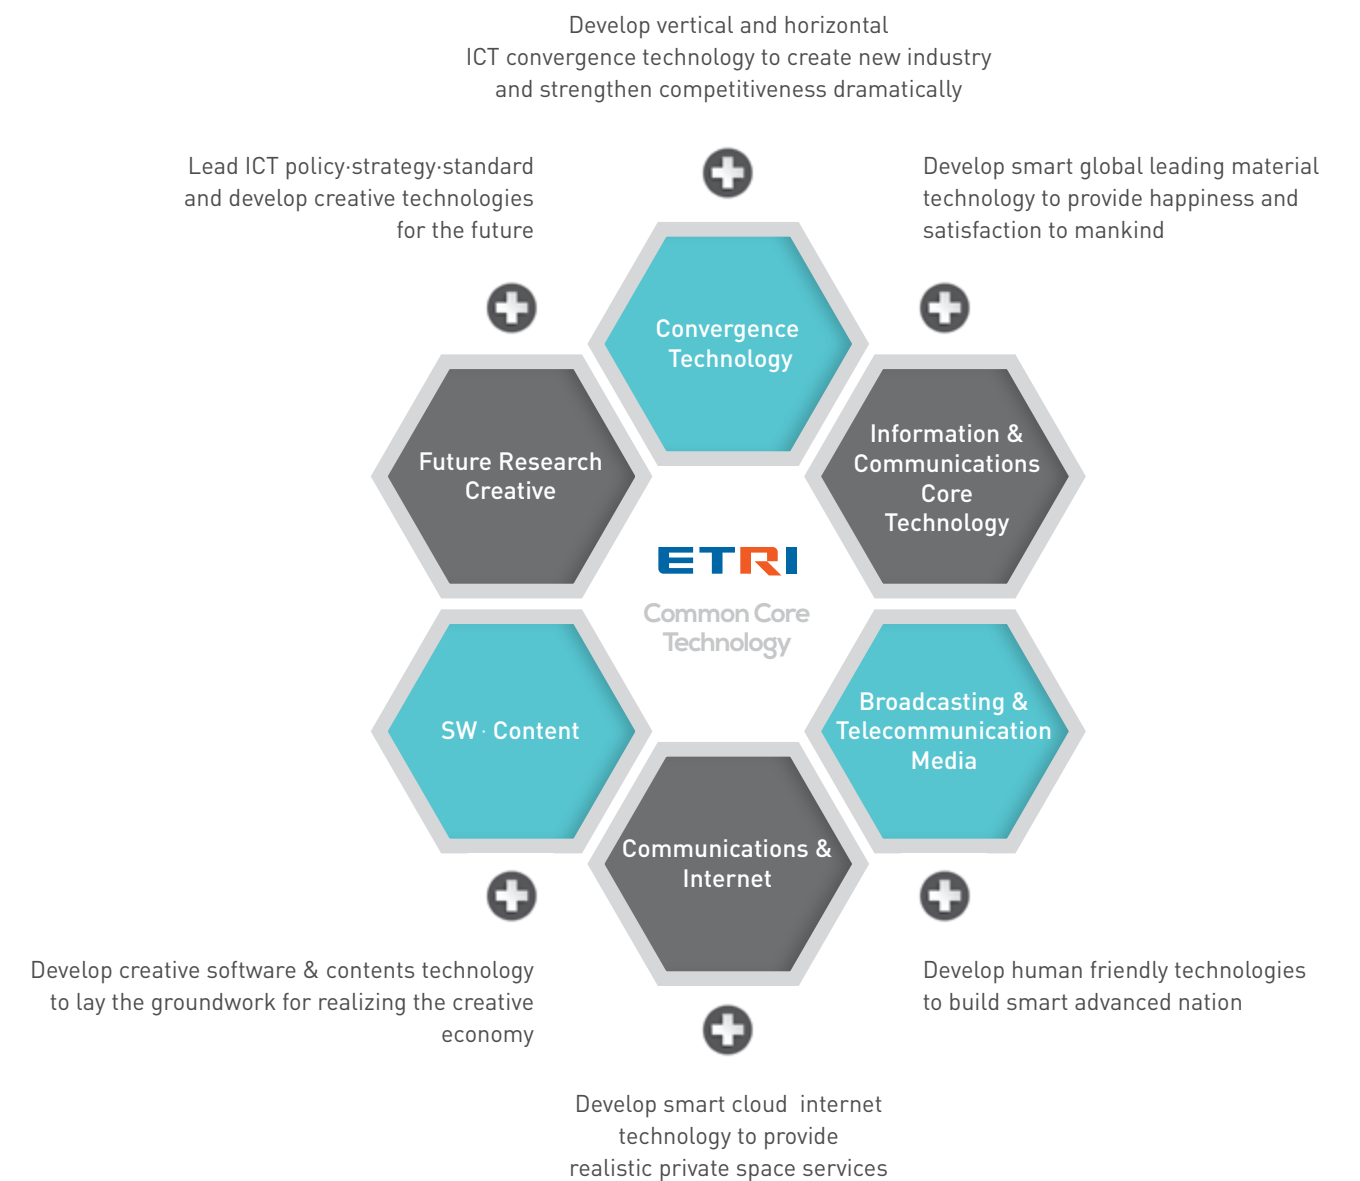 Develop vertical and horizontal
ICT convergence technology to create new industry
and strengthen competitiveness dramatically
Lead ICT policy·strategy·standard
and develop creative technologies
for the future
Develop smart global leading material
technology to provide happiness and
satisfaction to mankind
Convergence
Technology
Future Research
Creative
Information &
Communications
Core
Technology
ETRI
Common Core
Technology
SW · Content
Broadcasting &
Telecommunication
Media
Communications &
Internet
Develop creative software & contents technology
to lay the groundwork for realizing the creative
economy
Develop human friendly technologies
to build smart advanced nation
Develop smart cloud internet
technology to provide
realistic private space services